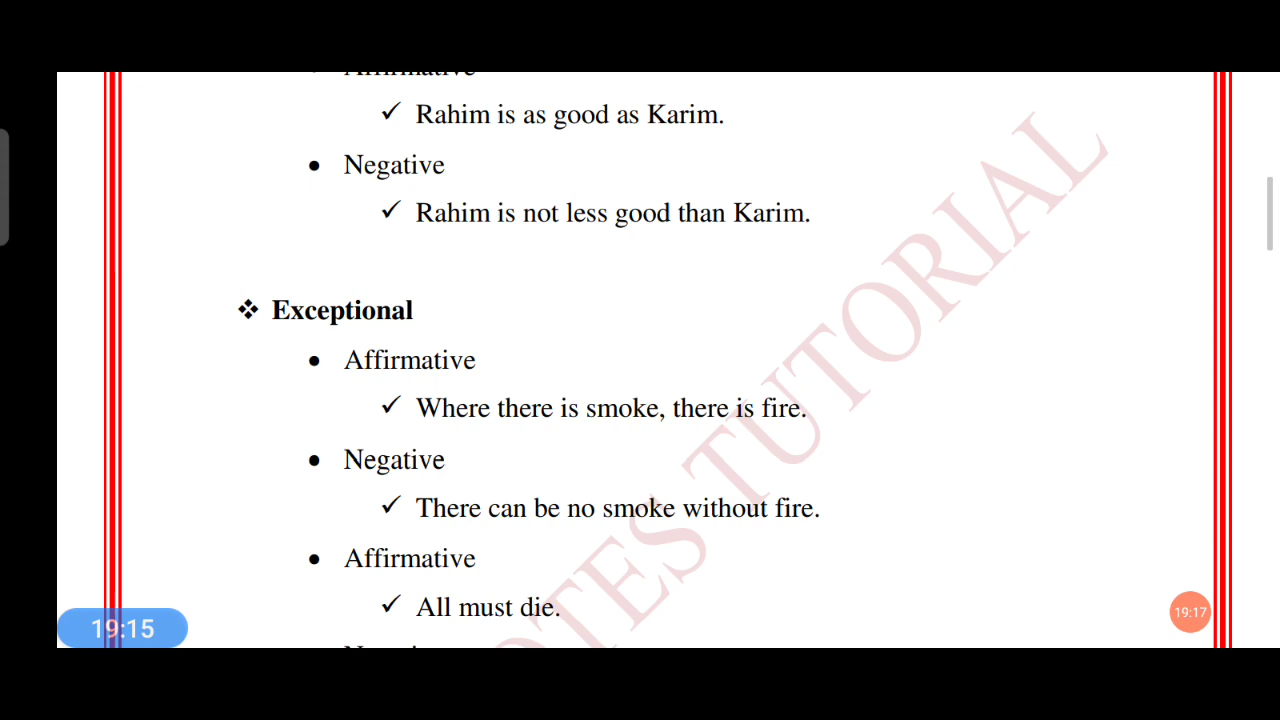 Affirmative
✓ Rahim is as good as Karim.
• Negative
✓ Rahim is not less good than Karim.
❖ Exceptional
• Affirmative
✓ Where there is smoke, there is fire.
• Negative
✓ There can be no smoke without fire.
• Affirmative
✓ All must die.
OTES TUTORIAL
19:15
19:17